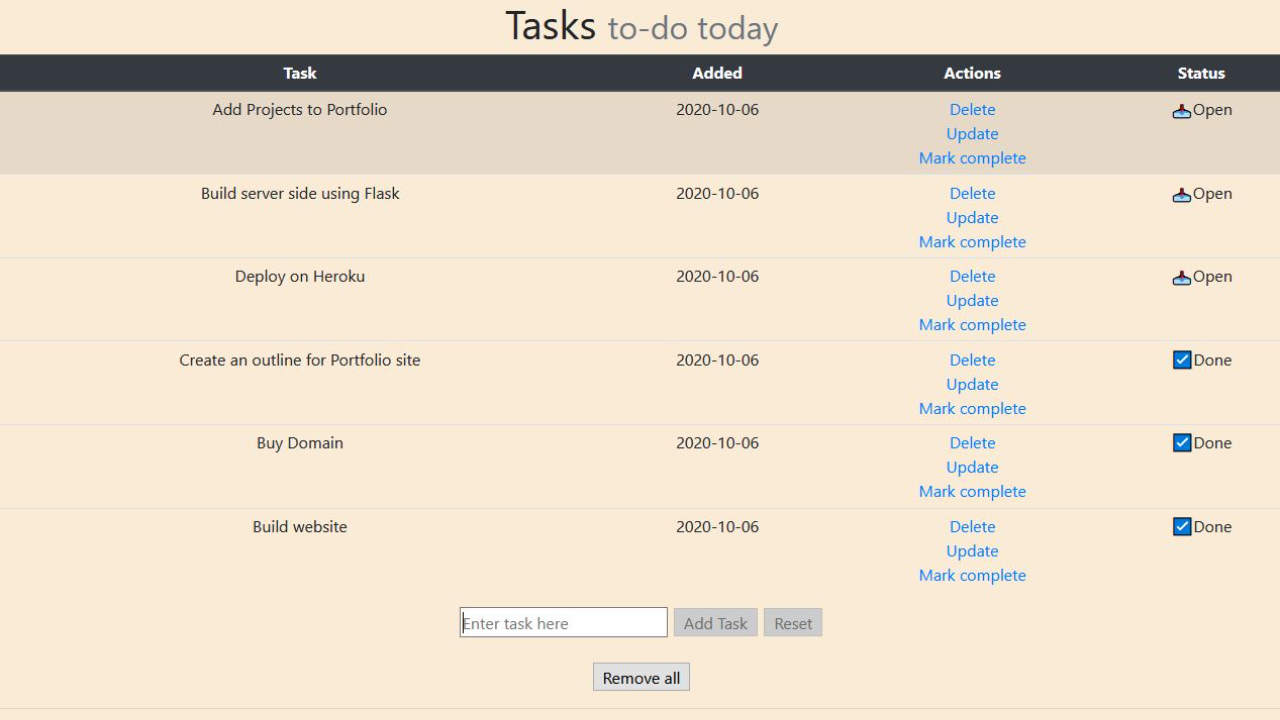 Tasks to-do today
Task Added Actions Status
Add Projects to Portfolio 2020-10-06 Delete Open
Update
Mark complete
Build server side using Flask 2020-10-06 Delete Open
Update
Mark complete
Deploy on Heroku 2020-10-06 Delete Open
Update
Mark complete
Create an outline for Portfolio site 2020-10-06 Delete Done
Update
Mark complete
Buy Domain 2020-10-06 Delete Done
Update
Mark complete
Build website 2020-10-06 Delete Done
Update
Mark complete
Enter task here Add Task Reset
Remove all